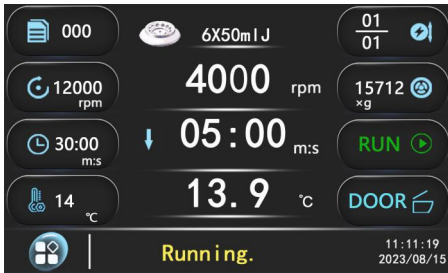 000
6X50mlJ
01
01
12000
rpm
4000 rpm
15712
×g
30:00
m:s
05:00 m:s
RUN
14
℃
13.9 ℃
DOOR
Running.
11:11:19
2023/08/15